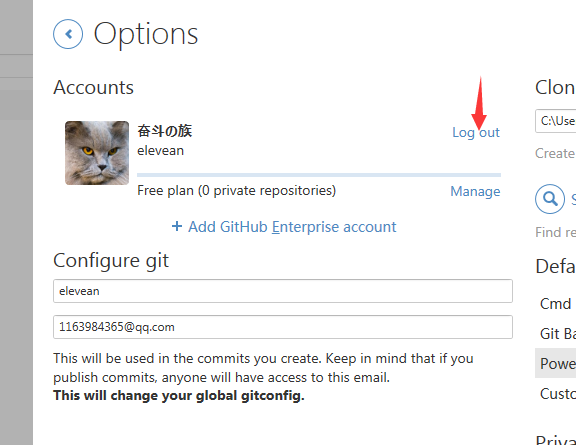 Options
Accounts
奋斗の族
elevean
Log out
Free plan (0 private repositories)
Manage
+ Add GitHub Enterprise account
Configure git
elevean
1163984365@qq.com
This will be used in the commits you create. Keep in mind that if you
publish commits, anyone will have access to this email.
This will change your global gitconfig.
Clon
C:\Use
Create
S
Find re
Defa
Cmd
Git Ba
Powe
Custo
Priva